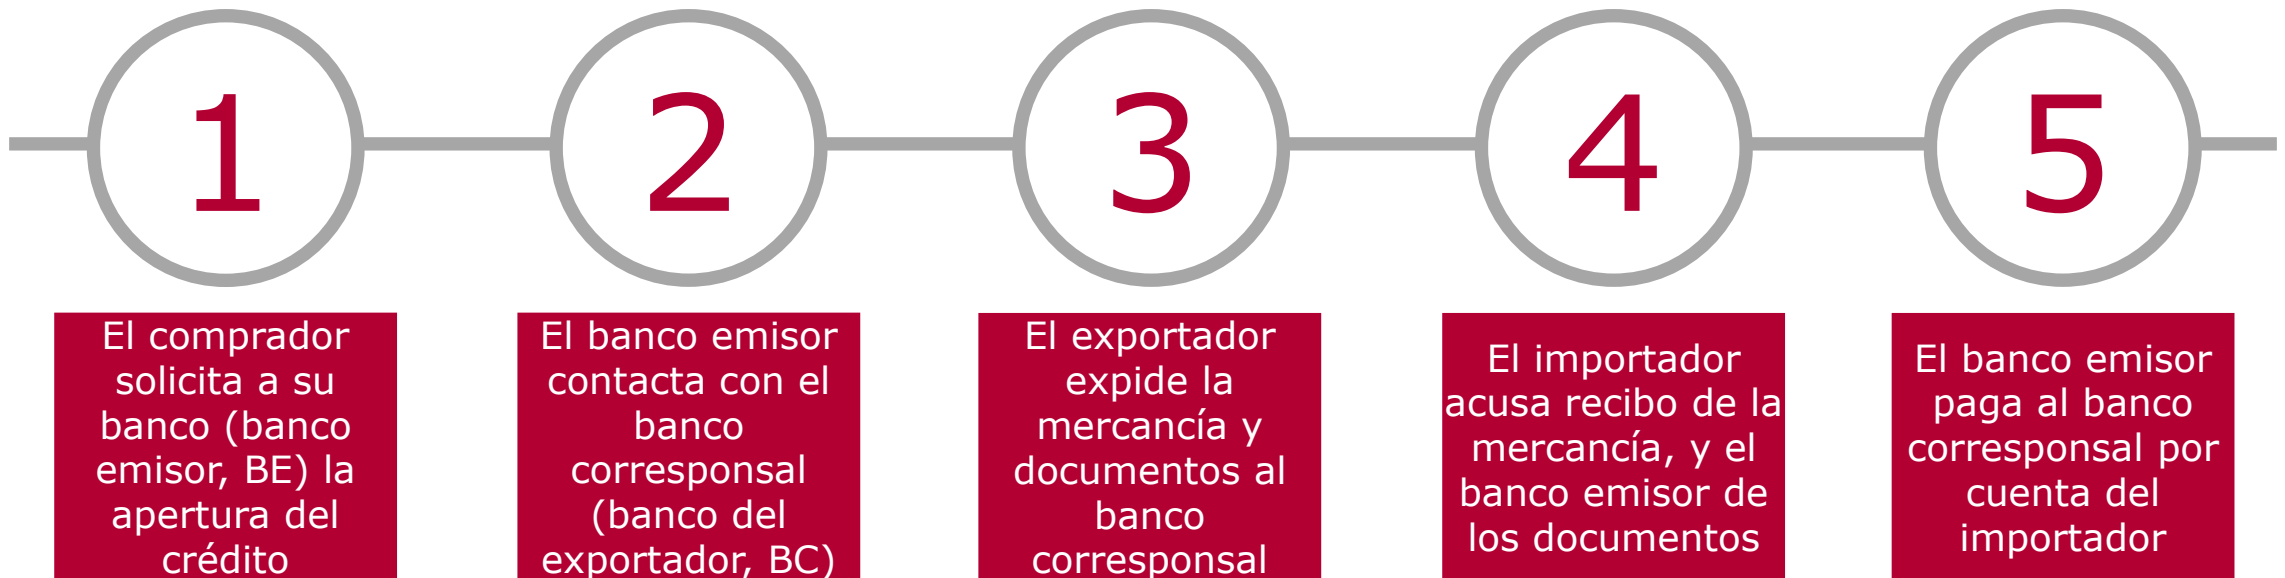 1
El comprador
solicita a su
banco (banco
emisor, BE) la
apertura del
crédito
2
El banco emisor
contacta con el
banco
corresponsal
(banco del
exportador, BC)
3
El exportador
expide la
mercancía y
documentos al
banco
corresponsal
4
El importador
acusa recibo de la
mercancía, y el
banco emisor de
los documentos
5
El banco emisor
paga al banco
corresponsal por
cuenta del
importador